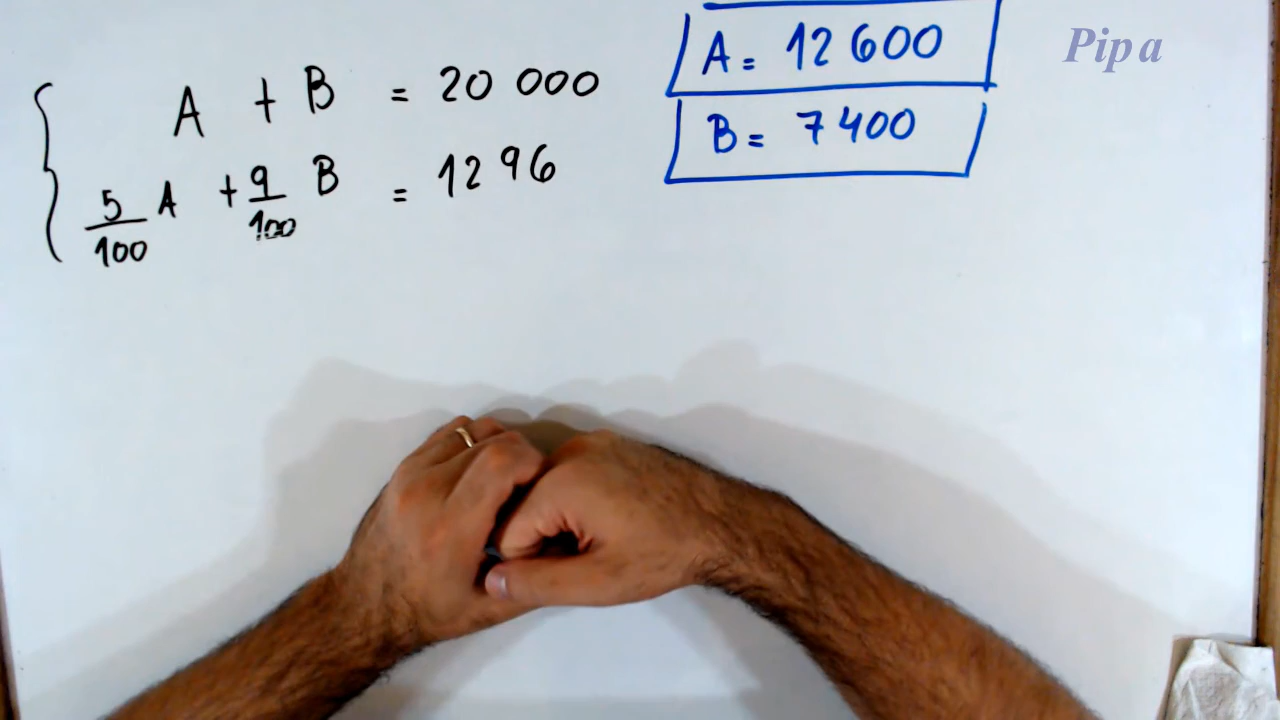 A + B = 20 000
5/100 A + 9/100 B = 1296
A = 12 600
B = 7 400
Pipa